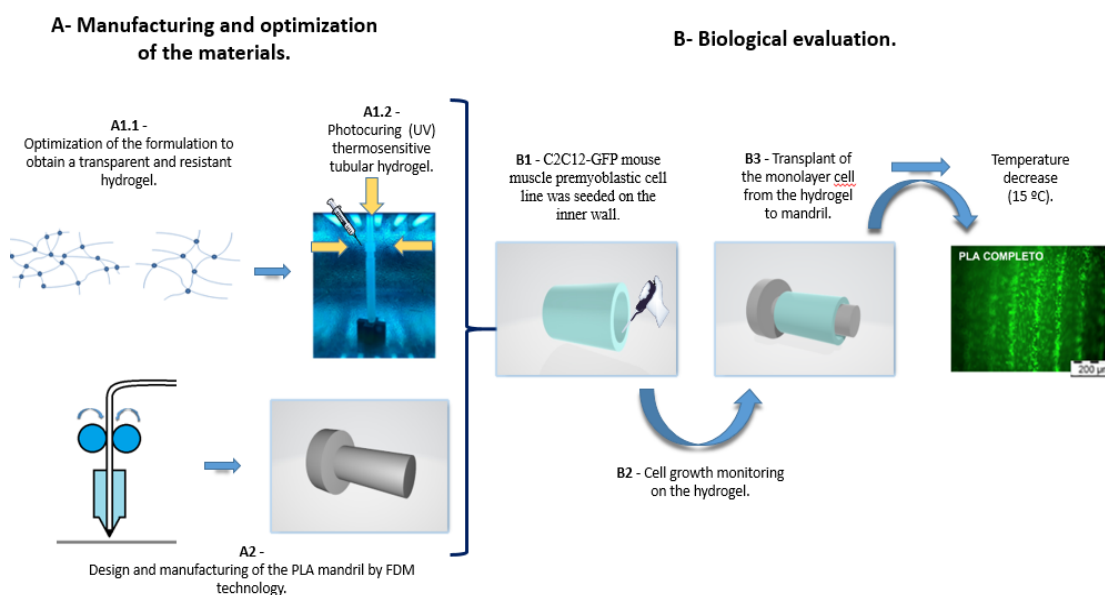 A- Manufacturing and optimization
of the materials.
B- Biological evaluation.
A1.1 -
Optimization of the formulation to
obtain a transparent and resistant
hydrogel.
A1.2 -
Photocuring (UV)
thermosensitive
tubular hydrogel.
A2 -
Design and manufacturing of the PLA mandril by FDM
technology.
B1 - C2C12-GFP mouse
muscle premyoblastic cell
line was seeded on the
inner wall.
B2 - Cell growth monitoring
on the hydrogel.
B3 - Transplant of
the monolayer cell
from the hydrogel
to mandril.
Temperature
decrease
(15 ºC).
PLA COMPLETO
200 µm